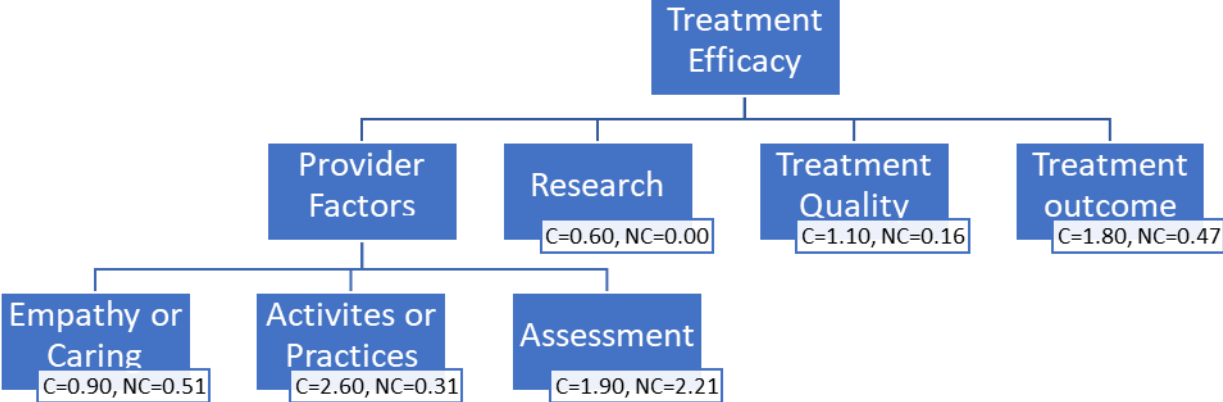 Treatment
Efficacy
Provider
Factors
Research
C=0.60, NC=0.00
Treatment
Quality
C=1.10, NC=0.16
Treatment
outcome
C=1.80, NC=0.47
Empathy or
Caring
C=0.90, NC=0.51
Activites or
Practices
C=2.60, NC=0.31
Assessment
C=1.90, NC=2.21